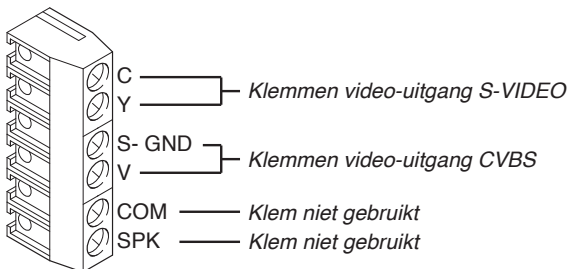 C
Y
Klemmen video-uitgang S-VIDEO
S- GND
V
Klemmen video-uitgang CVBS
COM
Klem niet gebruikt
SPK
Klem niet gebruikt